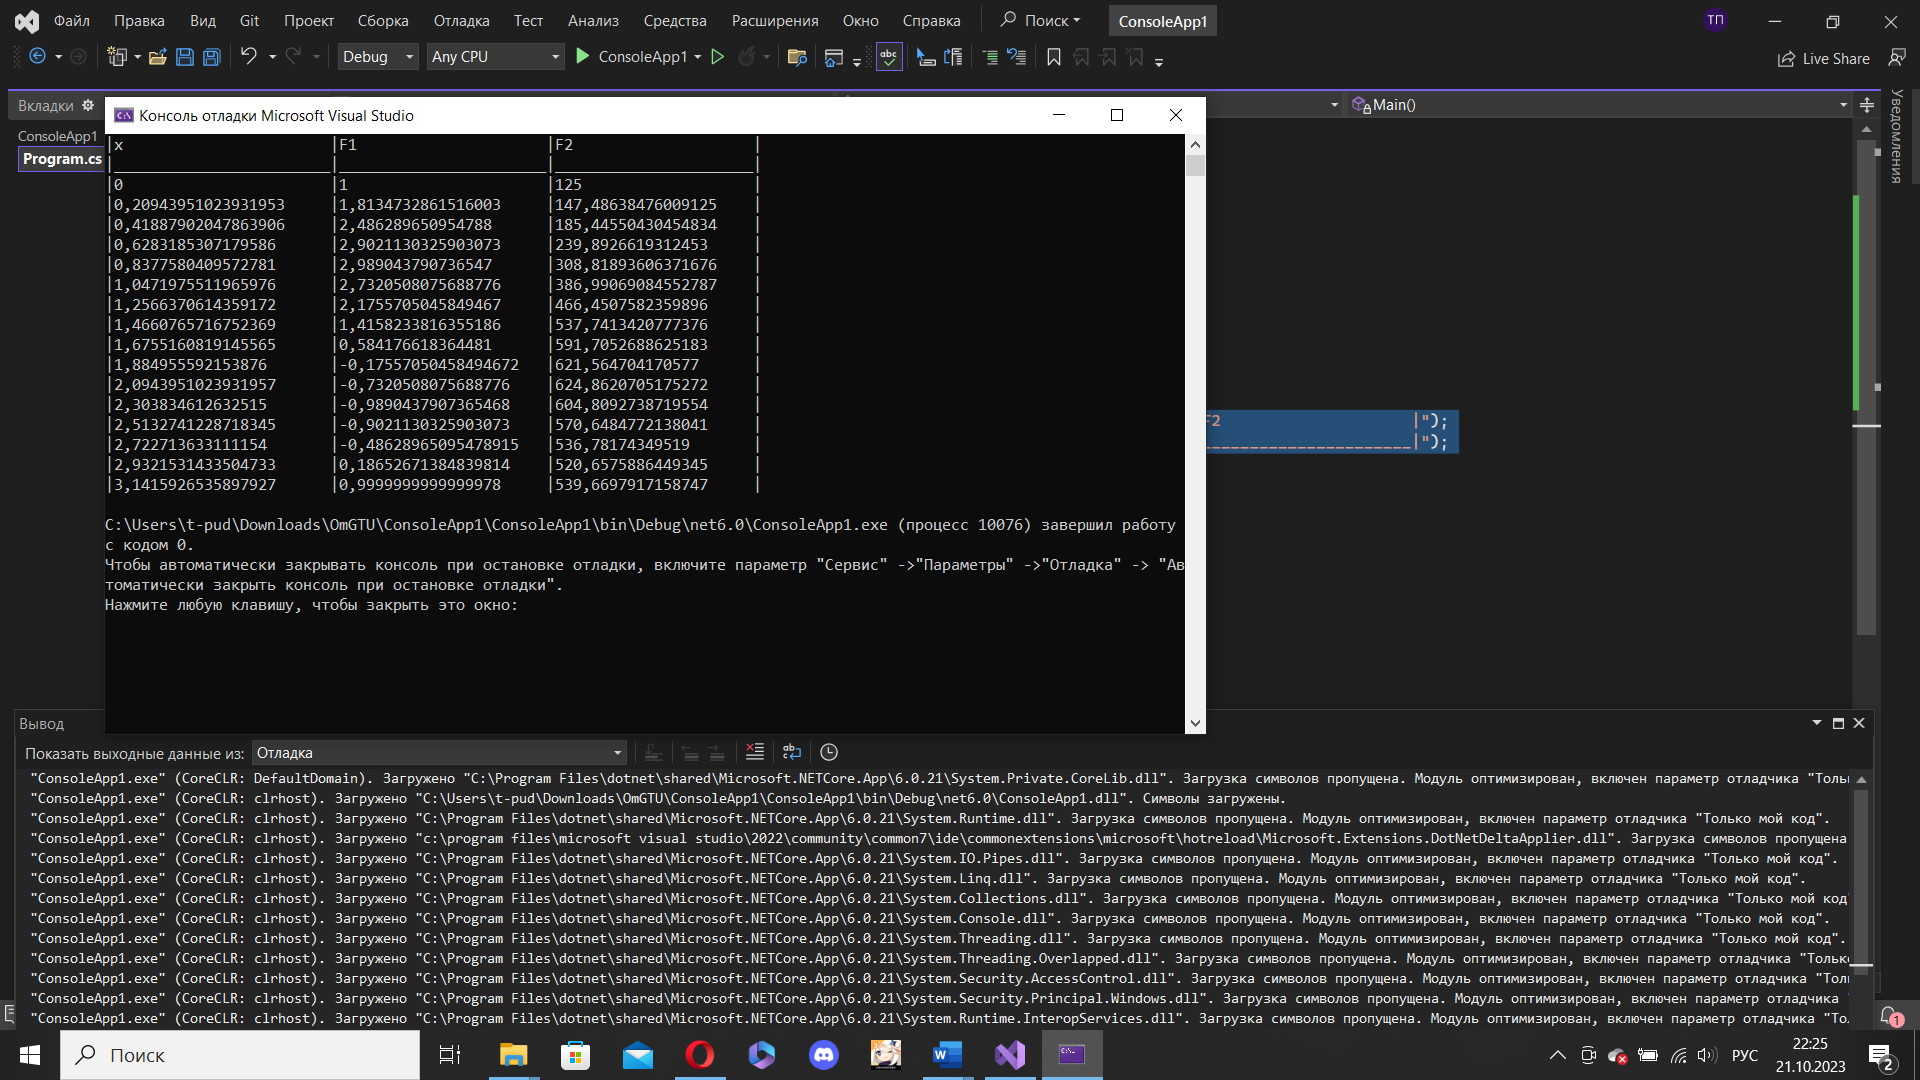 Файл Правка Вид Git Проект Сборка Отладка Тест Анализ Средства Расширения Окно Справка Поиск ConsoleApp1 ТП
Debug Any CPU ConsoleApp1 abc Live Share
Вкладки Main()
ConsoleApp1
Program.cs
Уведомления
Консоль отладки Microsoft Visual Studio
|x |F1 |F2 |
|________________________|_______________________|______________________|
|0 |1 |125 |
|0,20943951023931953 |1,8134732861516003 |147,48638476009125 |
|0,41887902047863906 |2,486289650954788 |185,44550430454834 |
|0,6283185307179586 |2,9021130325903073 |239,8926619312453 |
|0,8377580409572781 |2,989043790736547 |308,81893606371676 |
|1,0471975511965976 |2,7320508075688776 |386,99069084552787 |
|1,2566370614359172 |2,1755705045849467 |466,4507582359896 |
|1,4660765716752369 |1,4158233816355186 |537,7413420777376 |
|1,6755160819145565 |0,584176618364481 |591,7052688625183 |
|1,884955592153876 |-0,17557050458494672 |621,564704170577 |
|2,0943951023931957 |-0,7320508075688776 |624,8620705175272 |
|2,303834612632515 |-0,9890437907365468 |604,8092738719554 |
|2,5132741228718345 |-0,9021130325903073 |570,6484772138041 |
|2,722713633111154 |-0,48628965095478915 |536,78174349519 |
|2,9321531433504733 |0,18652671384839814 |520,6575886449345 |
|3,1415926535897927 |0,9999999999999978 |539,6697917158747 |
C:\Users\t-pud\Downloads\OmGTU\ConsoleApp1\ConsoleApp1\bin\Debug\net6.0\ConsoleApp1.exe (процесс 10076) завершил работу
с кодом 0.
Чтобы автоматически закрывать консоль при остановке отладки, включите параметр "Сервис" ->"Параметры" ->"Отладка" -> "Ав
томатически закрыть консоль при остановке отладки".
Нажмите любую клавишу, чтобы закрыть это окно:
F2 |");
_______________________|");
Вывод
Показать выходные данные из: Отладка
"ConsoleApp1.exe" (CoreCLR: DefaultDomain). Загружено "C:\Program Files\dotnet\shared\Microsoft.NETCore.App\6.0.21\System.Private.CoreLib.dll". Загрузка символов пропущена. Модуль оптимизирован, включен параметр отладчика "Тольк
"ConsoleApp1.exe" (CoreCLR: clrhost). Загружено "C:\Users\t-pud\Downloads\OmGTU\ConsoleApp1\ConsoleApp1\bin\Debug\net6.0\ConsoleApp1.dll". Символы загружены.
"ConsoleApp1.exe" (CoreCLR: clrhost). Загружено "C:\Program Files\dotnet\shared\Microsoft.NETCore.App\6.0.21\System.Runtime.dll". Загрузка символов пропущена. Модуль оптимизирован, включен параметр отладчика "Только мой код".
"ConsoleApp1.exe" (CoreCLR: clrhost). Загружено "c:\program files\microsoft visual studio\2022\community\common7\ide\commonextensions\microsoft\hotreload\Microsoft.Extensions.DotNetDeltaApplier.dll". Загрузка символов пропущена
"ConsoleApp1.exe" (CoreCLR: clrhost). Загружено "C:\Program Files\dotnet\shared\Microsoft.NETCore.App\6.0.21\System.IO.Pipes.dll". Загрузка символов пропущена. Модуль оптимизирован, включен параметр отладчика "Только мой код".
"ConsoleApp1.exe" (CoreCLR: clrhost). Загружено "C:\Program Files\dotnet\shared\Microsoft.NETCore.App\6.0.21\System.Linq.dll". Загрузка символов пропущена. Модуль оптимизирован, включен параметр отладчика "Только мой код".
"ConsoleApp1.exe" (CoreCLR: clrhost). Загружено "C:\Program Files\dotnet\shared\Microsoft.NETCore.App\6.0.21\System.Collections.dll". Загрузка символов пропущена. Модуль оптимизирован, включен параметр отладчика "Только мой код"
"ConsoleApp1.exe" (CoreCLR: clrhost). Загружено "C:\Program Files\dotnet\shared\Microsoft.NETCore.App\6.0.21\System.Console.dll". Загрузка символов пропущена. Модуль оптимизирован, включен параметр отладчика "Только мой код".
"ConsoleApp1.exe" (CoreCLR: clrhost). Загружено "C:\Program Files\dotnet\shared\Microsoft.NETCore.App\6.0.21\System.Threading.dll". Загрузка символов пропущена. Модуль оптимизирован, включен параметр отладчика "Только мой код".
"ConsoleApp1.exe" (CoreCLR: clrhost). Загружено "C:\Program Files\dotnet\shared\Microsoft.NETCore.App\6.0.21\System.Threading.Overlapped.dll". Загрузка символов пропущена. Модуль оптимизирован, включен параметр отладчика "Только
"ConsoleApp1.exe" (CoreCLR: clrhost). Загружено "C:\Program Files\dotnet\shared\Microsoft.NETCore.App\6.0.21\System.Security.AccessControl.dll". Загрузка символов пропущена. Модуль оптимизирован, включен параметр отладчика "Тол
"ConsoleApp1.exe" (CoreCLR: clrhost). Загружено "C:\Program Files\dotnet\shared\Microsoft.NETCore.App\6.0.21\System.Security.Principal.Windows.dll". Загрузка символов пропущена. Модуль оптимизирован, включен параметр отладчика "
"ConsoleApp1.exe" (CoreCLR: clrhost). Загружено "C:\Program Files\dotnet\shared\Microsoft.NETCore.App\6.0.21\System.Runtime.InteropServices.dll". Загрузка символов пропущена. Модуль оптимизирован, включен параметр отладчика "То
1
Поиск РУС 22:25
21.10.2023
2